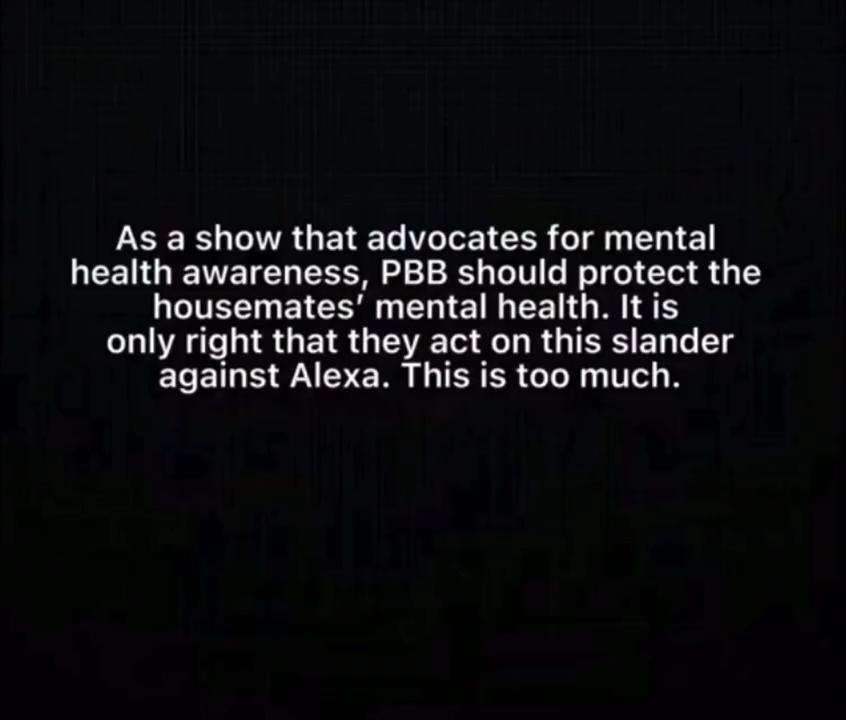 As a show that advocates for mental
health awareness, PBB should protect the
housemates’ mental health. It is
only right that they act on this slander
against Alexa. This is too much.